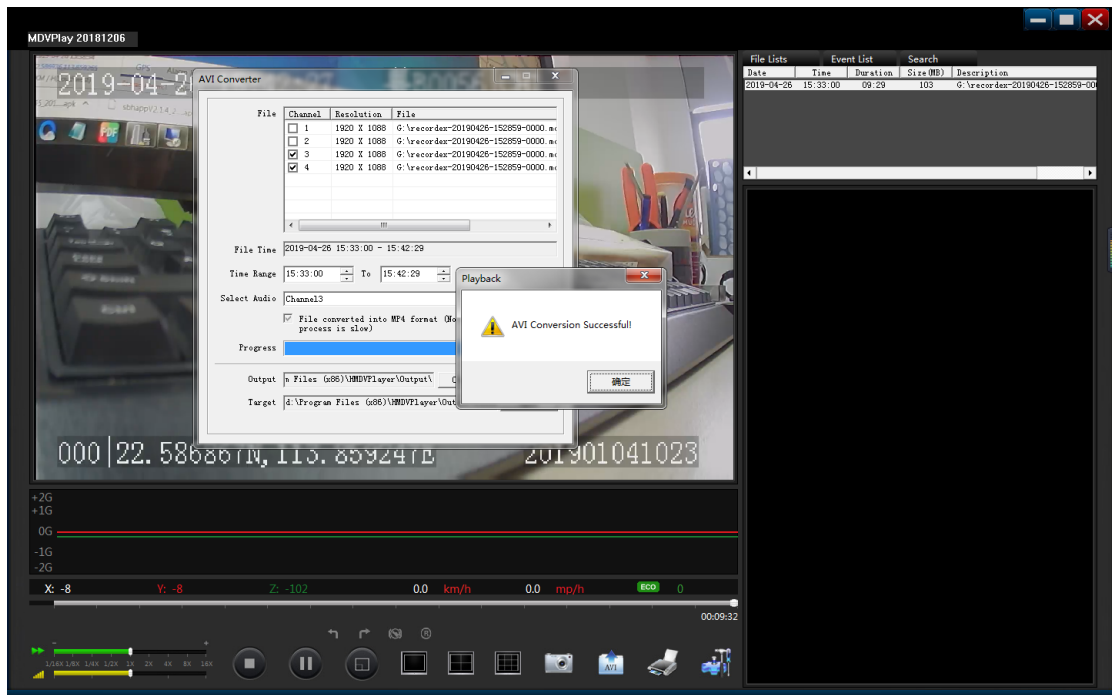 MDVPlay 20181206
File Lists Event List Search
Date Time Duration Size(MB) Description
2019-04-26 15:33:00 09:29 103 G:\recordex-20190426-152859-00
2019-04-2
AVI Converter
File Channel Resolution File
1 1920 X 1088 G:\recordex-20190426-152859-0000.mc
2 1920 X 1088 G:\recordex-20190426-152859-0000.mc
3 1920 X 1088 G:\recordex-20190426-152859-0000.mc
4 1920 X 1088 G:\recordex-20190426-152859-0000.mc
File Time 2019-04-26 15:33:00 - 15:42:29
Time Range 15:33:00 To 15:42:29
Playback
Select Audio Channel3
File converted into MP4 format (No
process is slow)
AVI Conversion Successful!
Progress
确定
Output n Files (x86)\HMDVPlayer\Output\
Target d:\Program Files (x86)\HMDVPlayer\Out
000 22.586867N, 113.859247E 201901041023
+2G
+1G
0G
-1G
-2G
X: -8 Y: -8 Z: -102 0.0 km/h 0.0 mp/h ECO 0
00:09:32
- +
1/16X 1/8X 1/4X 1/2X 1X 2X 4X 8X 16X
AVI